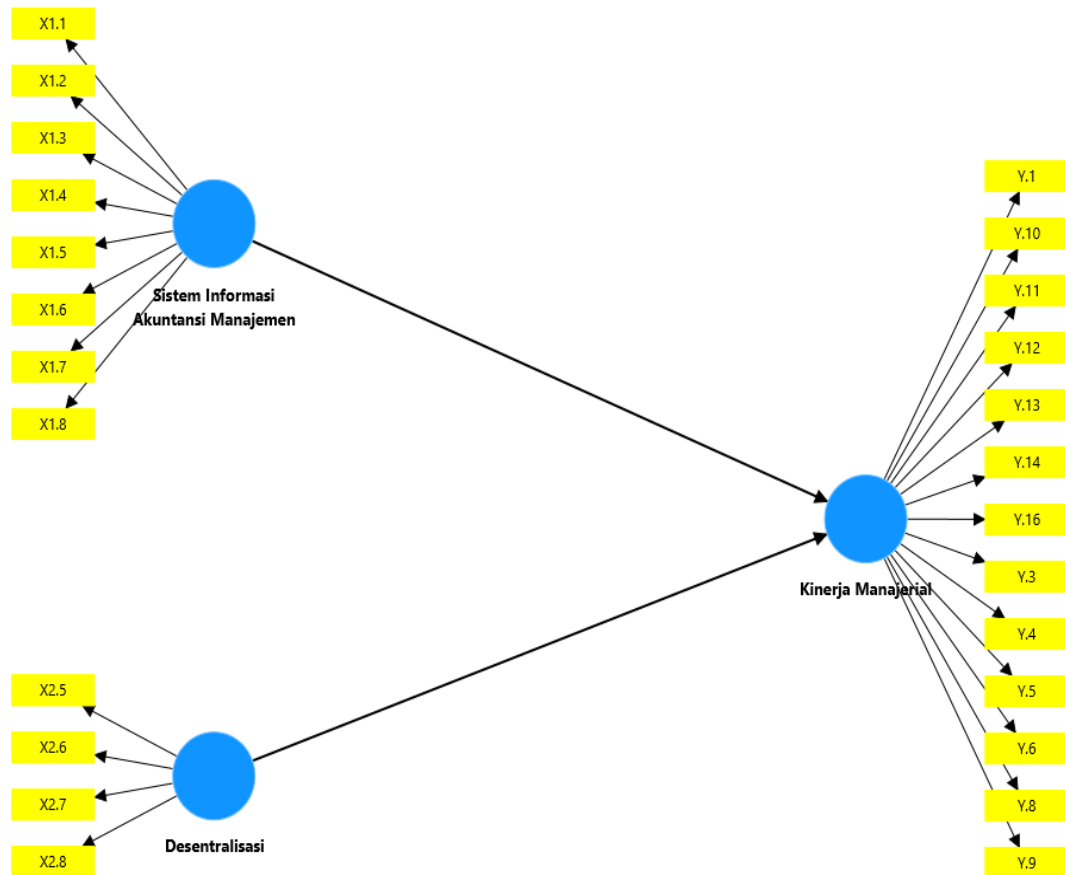 X1.1
X1.2
X1.3
X1.4
X1.5
X1.6
X1.7
X1.8
Sistem Informasi
Akuntansi Manajemen
Y.1
Y.10
Y.11
Y.12
Y.13
Y.14
Y.16
Y.3
Y.4
Y.5
Y.6
Y.8
Y.9
Kinerja Manajerial
X2.5
X2.6
X2.7
X2.8
Desentralisasi